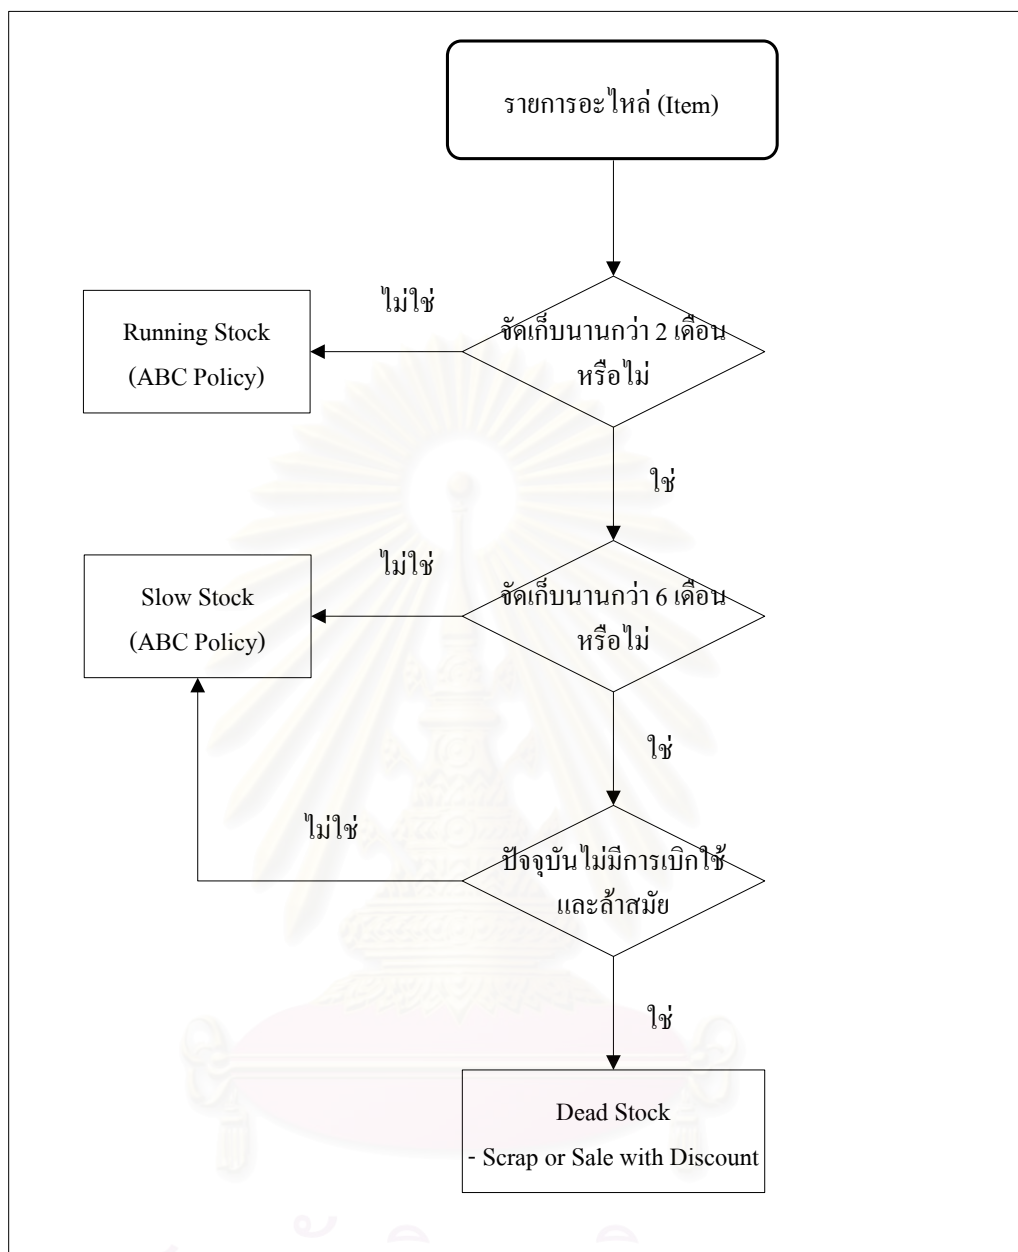 รายการอะไหล่ (Item)
ไม่ใช่
จัดเก็บนานกว่า 2 เดือน
หรือไม่
Running Stock
(ABC Policy)
ใช่
ไม่ใช่
จัดเก็บนานกว่า 6 เดือน
หรือไม่
Slow Stock
(ABC Policy)
ใช่
ไม่ใช่
ปัจจุบันไม่มีการเบิกใช้
และล้าสมัย
ใช่
Dead Stock
- Scrap or Sale with Discount